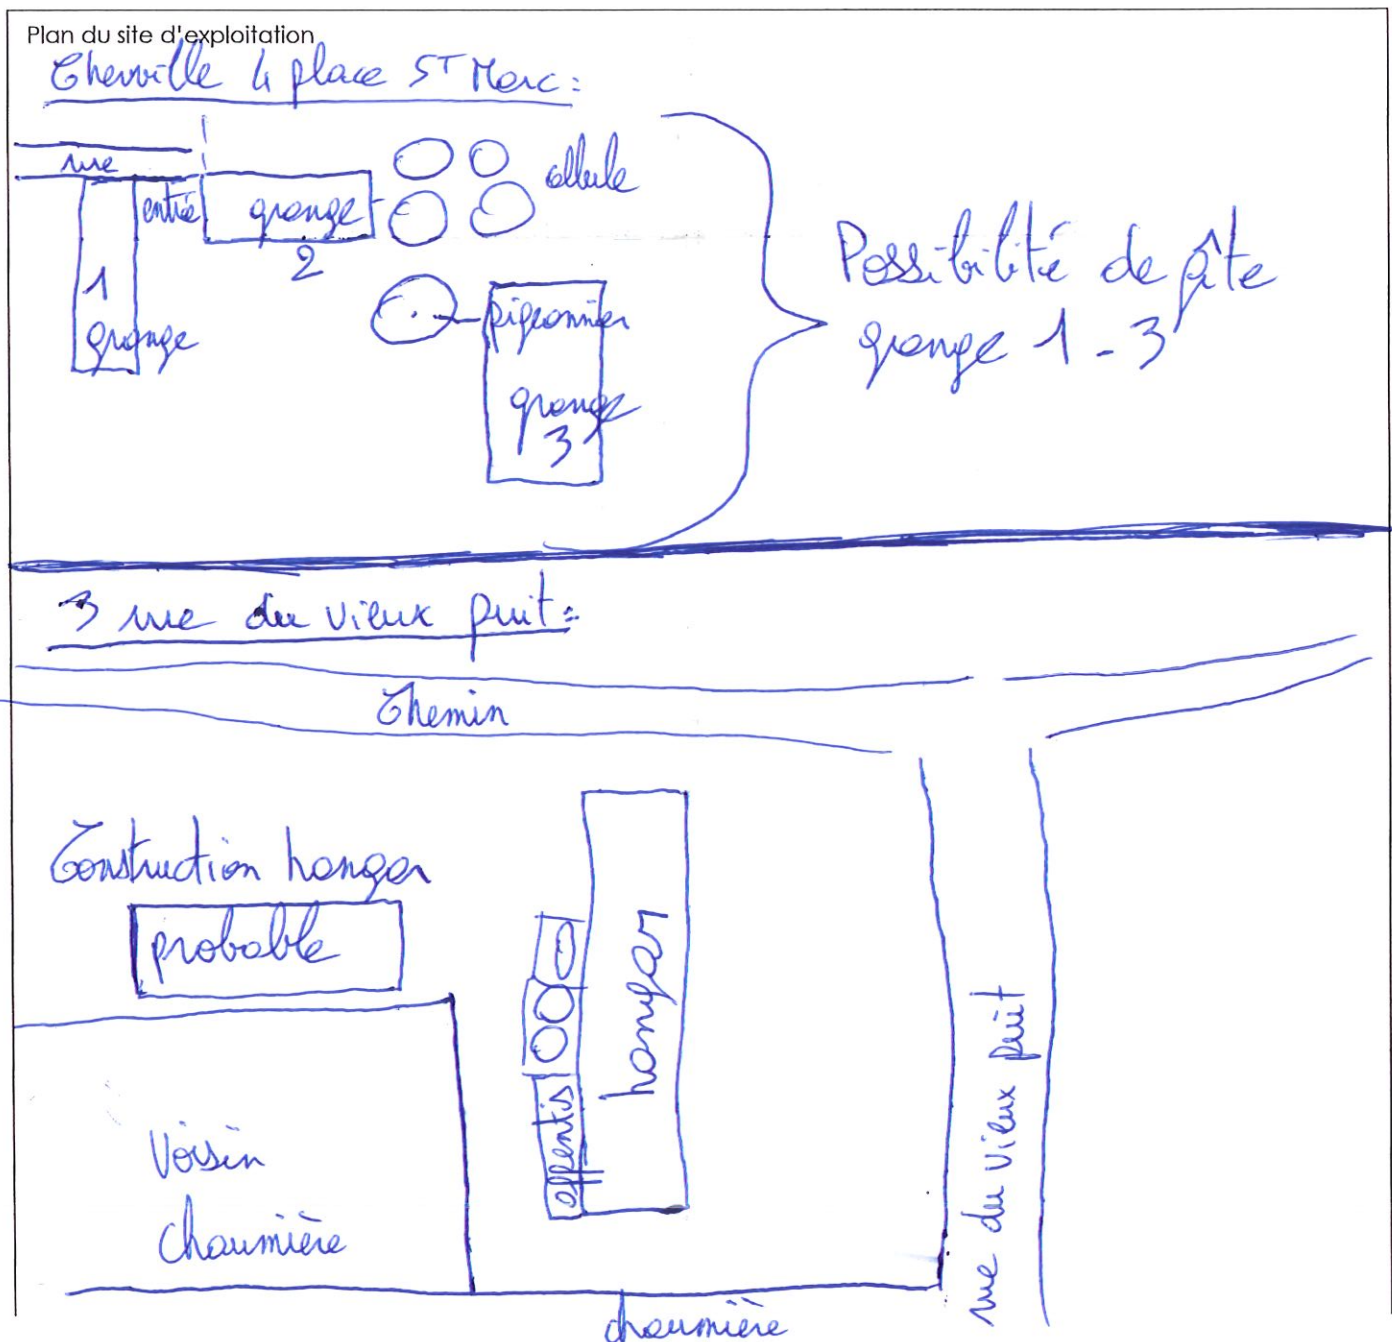 Plan du site d'exploitation
4 place ST Marc:
rue
entrée
grange
2
1
grange
pigeonnier
grange
3
Possibilité de gîte
grange 1 - 3
3 rue du vieux puit:
Chemin
Construction hangar
probable
hangar
appentis
Voisin
chaumière
rue du vieux puit
chaumière